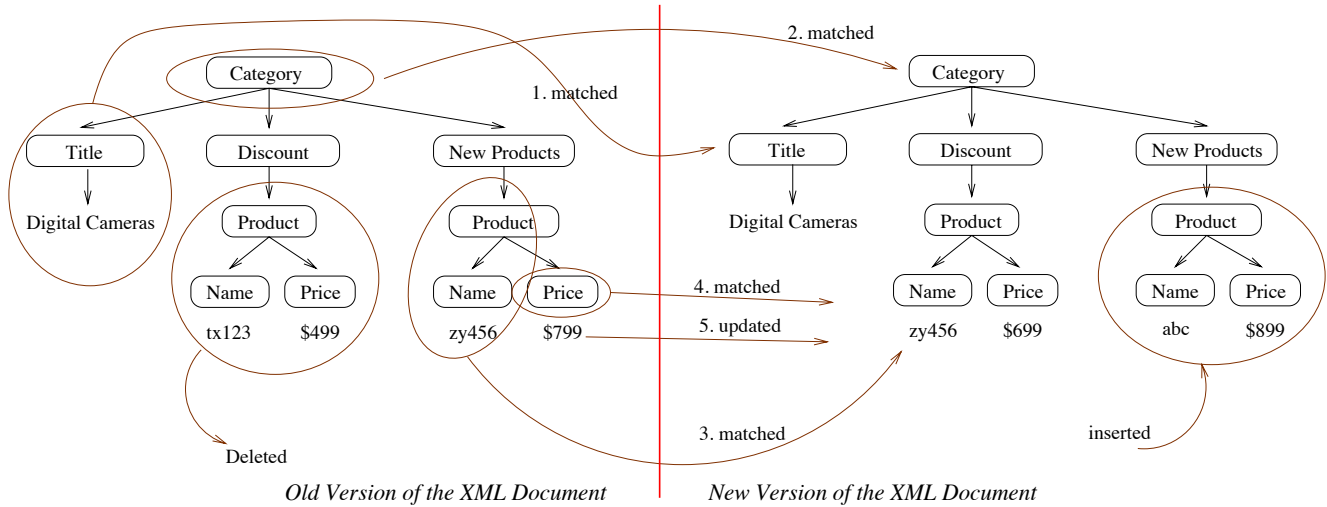 2. matched
Category
Category
1. matched
Title
Discount
New Products
Title
Discount
New Products
Digital Cameras
Product
Product
Digital Cameras
Product
Product
Name
Price
Name
Price
4. matched
Name
Price
Name
Price
tx123
$499
zy456
$799
5. updated
zy456
$699
abc
$899
3. matched
inserted
Deleted
Old Version of the XML Document
New Version of the XML Document